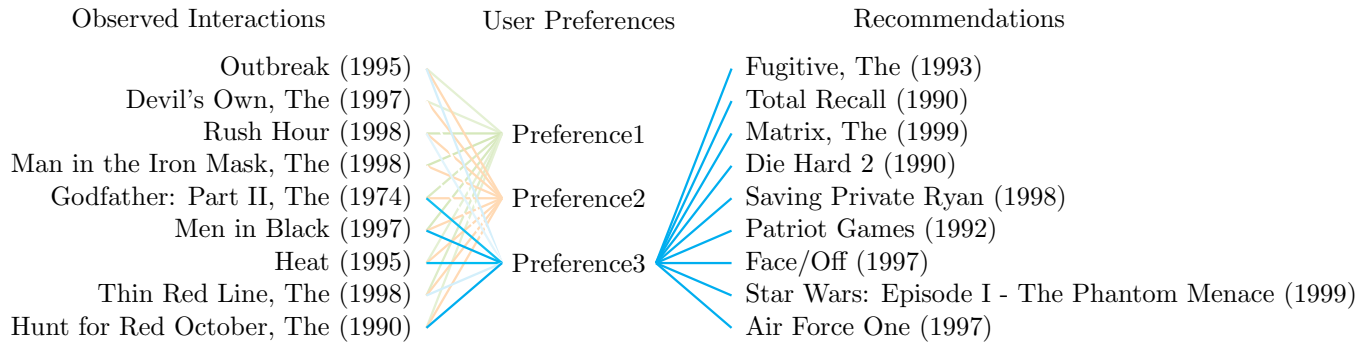 Observed Interactions
User Preferences
Recommendations
Outbreak (1995)
Devil's Own, The (1997)
Rush Hour (1998)
Man in the Iron Mask, The (1998)
Godfather: Part II, The (1974)
Men in Black (1997)
Heat (1995)
Thin Red Line, The (1998)
Hunt for Red October, The (1990)
Preference1
Preference2
Preference3
Fugitive, The (1993)
Total Recall (1990)
Matrix, The (1999)
Die Hard 2 (1990)
Saving Private Ryan (1998)
Patriot Games (1992)
Face/Off (1997)
Star Wars: Episode I - The Phantom Menace (1999)
Air Force One (1997)